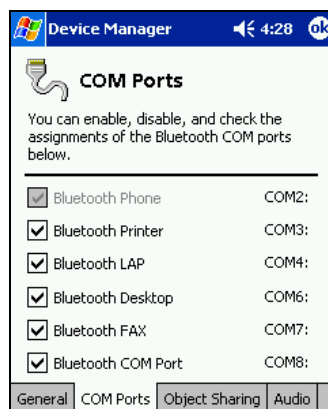 Device Manager 4:28 ok
COM Ports
You can enable, disable, and check the
assignments of the Bluetooth COM ports
below.
Bluetooth Phone COM2:
Bluetooth Printer COM3:
Bluetooth LAP COM4:
Bluetooth Desktop COM6:
Bluetooth FAX COM7:
Bluetooth COM Port COM8:
General COM Ports Object Sharing Audio